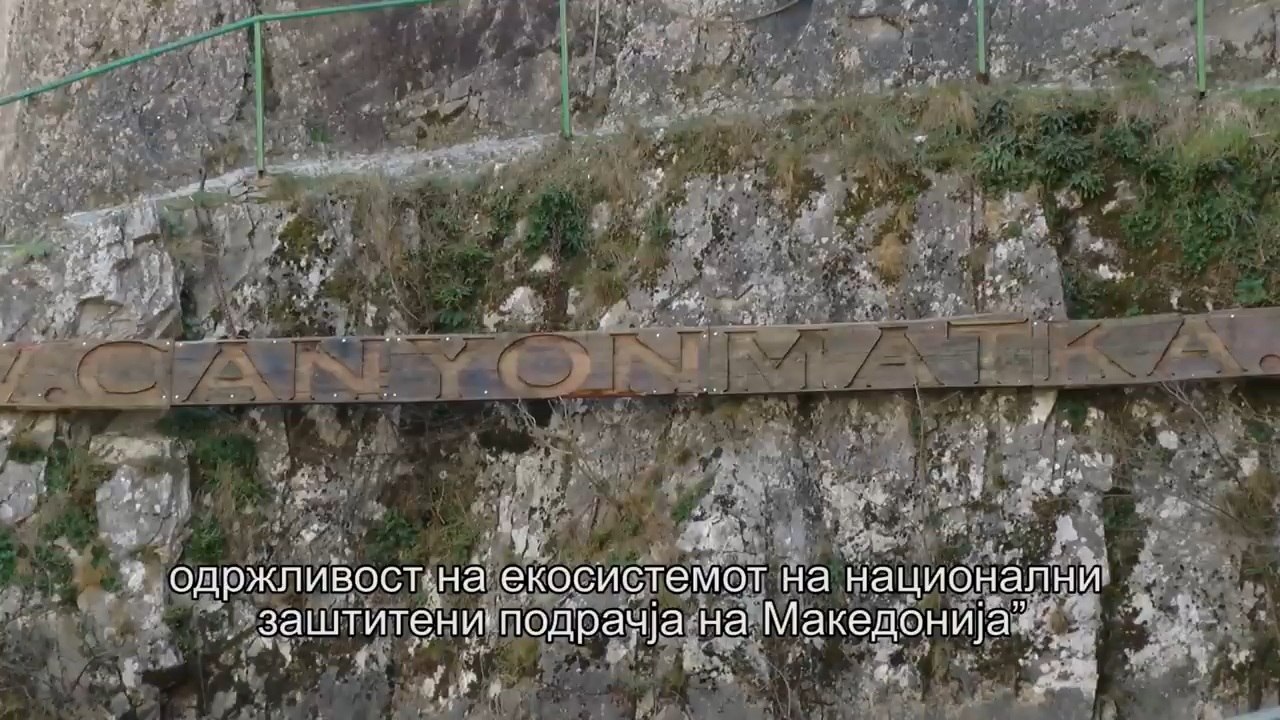 W.CANYONMATKA.
одржливост на екосистемот на национални
заштитени подрачја на Македонија”